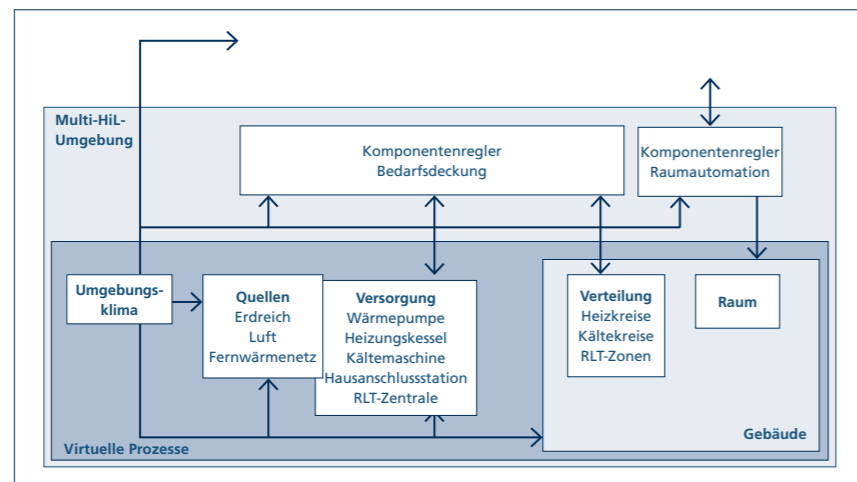 Multi-HiL-
Umgebung
Komponentenregler
Bedarfsdeckung
Komponentenregler
Raumautomation
Umgebungs-
klima
Quellen
Erdreich
Luft
Fernwärmenetz
Versorgung
Wärmepumpe
Heizungskessel
Kältemaschine
Hausanschlussstation
RLT-Zentrale
Verteilung
Heizkreise
Kältekreise
RLT-Zonen
Raum
Gebäude
Virtuelle Prozesse